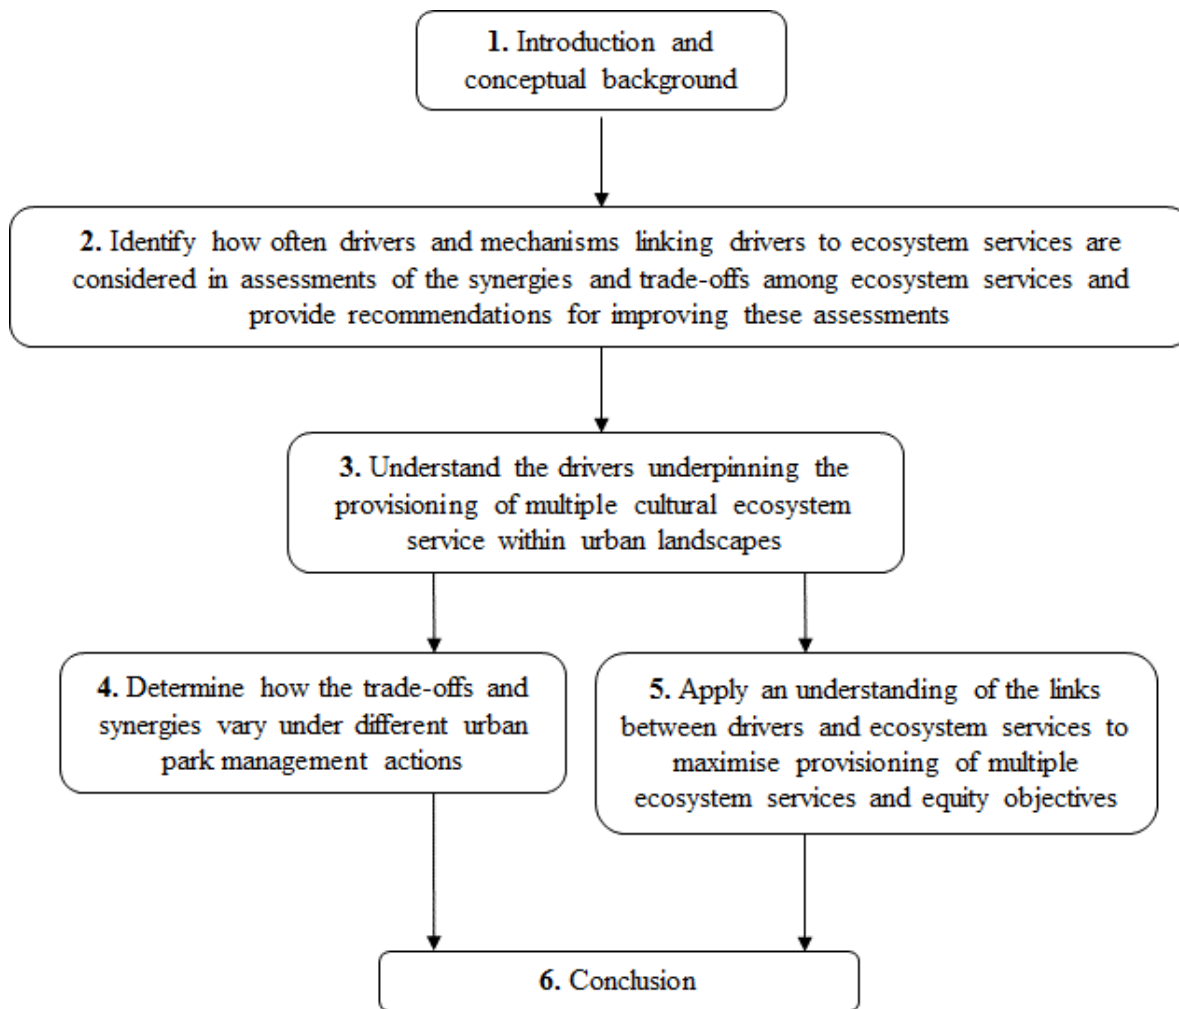 1. Introduction and
conceptual background
2. Identify how often drivers and mechanisms linking drivers to ecosystem services are
considered in assessments of the synergies and trade-offs among ecosystem services and
provide recommendations for improving these assessments
3. Understand the drivers underpinning the
provisioning of multiple cultural ecosystem
service within urban landscapes
4. Determine how the trade-offs and
synergies vary under different urban
park management actions
5. Apply an understanding of the links
between drivers and ecosystem services to
maximise provisioning of multiple
ecosystem services and equity objectives
6. Conclusion